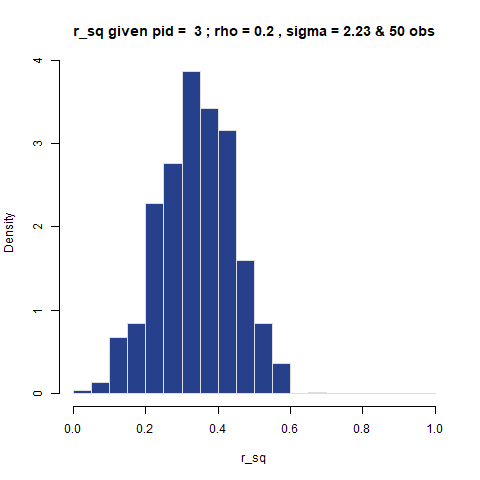 r_sq given pid =  3 ; rho = 0.2 , sigma = 2.23 & 50 obs
4
3
2
1
0
Density
0.0 0.2 0.4 0.6 0.8 1.0
r_sq